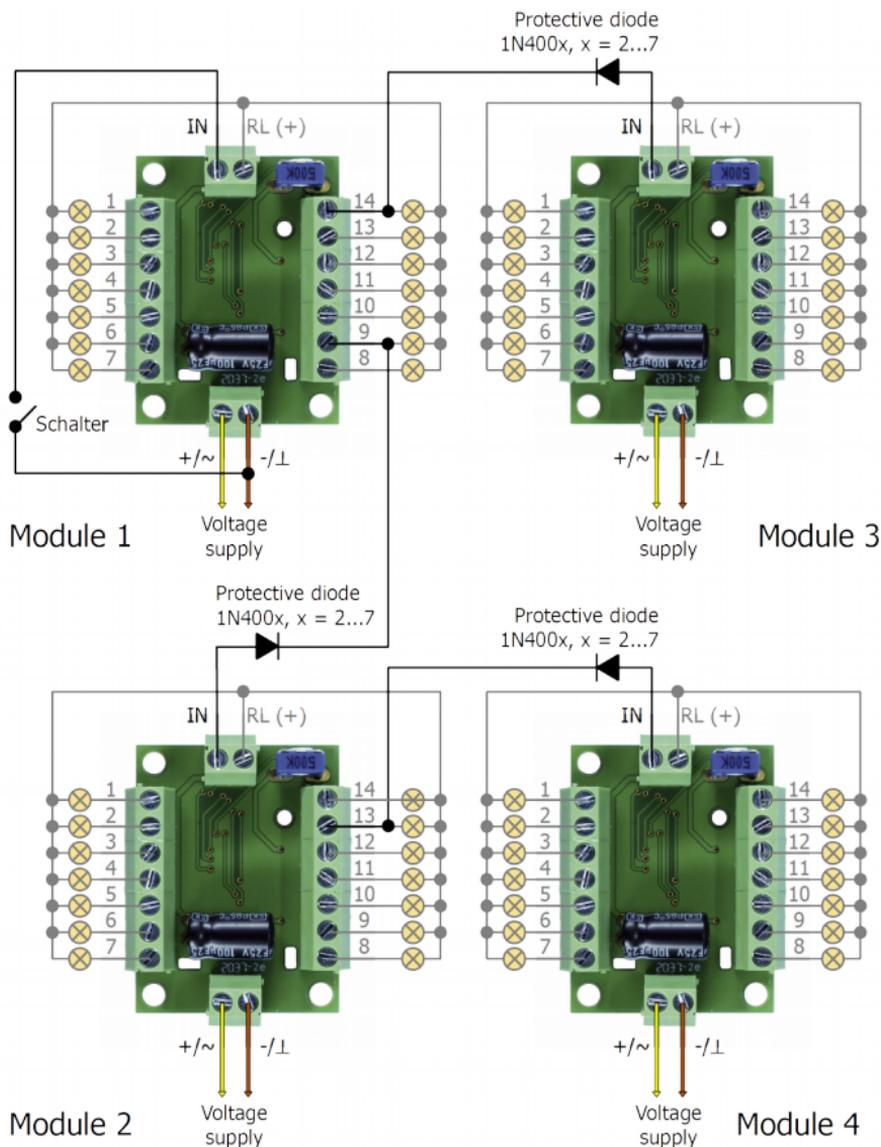 Protective diode
1N400x, x = 2...7
IN RL (+)
IN RL (+)
500K
500K
1 14
2 13
3 12
4 11
5 10
6 9
7 8
1 14
2 13
3 12
4 11
5 10
6 9
7 8
Schalter
+/~ -/⊥
+/~ -/⊥
Voltage
supply
Voltage
supply
Module 1
Module 3
Protective diode
1N400x, x = 2...7
Protective diode
1N400x, x = 2...7
IN RL (+)
IN RL (+)
500K
500K
1 14
2 13
3 12
4 11
5 10
6 9
7 8
1 14
2 13
3 12
4 11
5 10
6 9
7 8
+/~ -/⊥
+/~ -/⊥
Voltage
supply
Voltage
supply
Module 2
Module 4